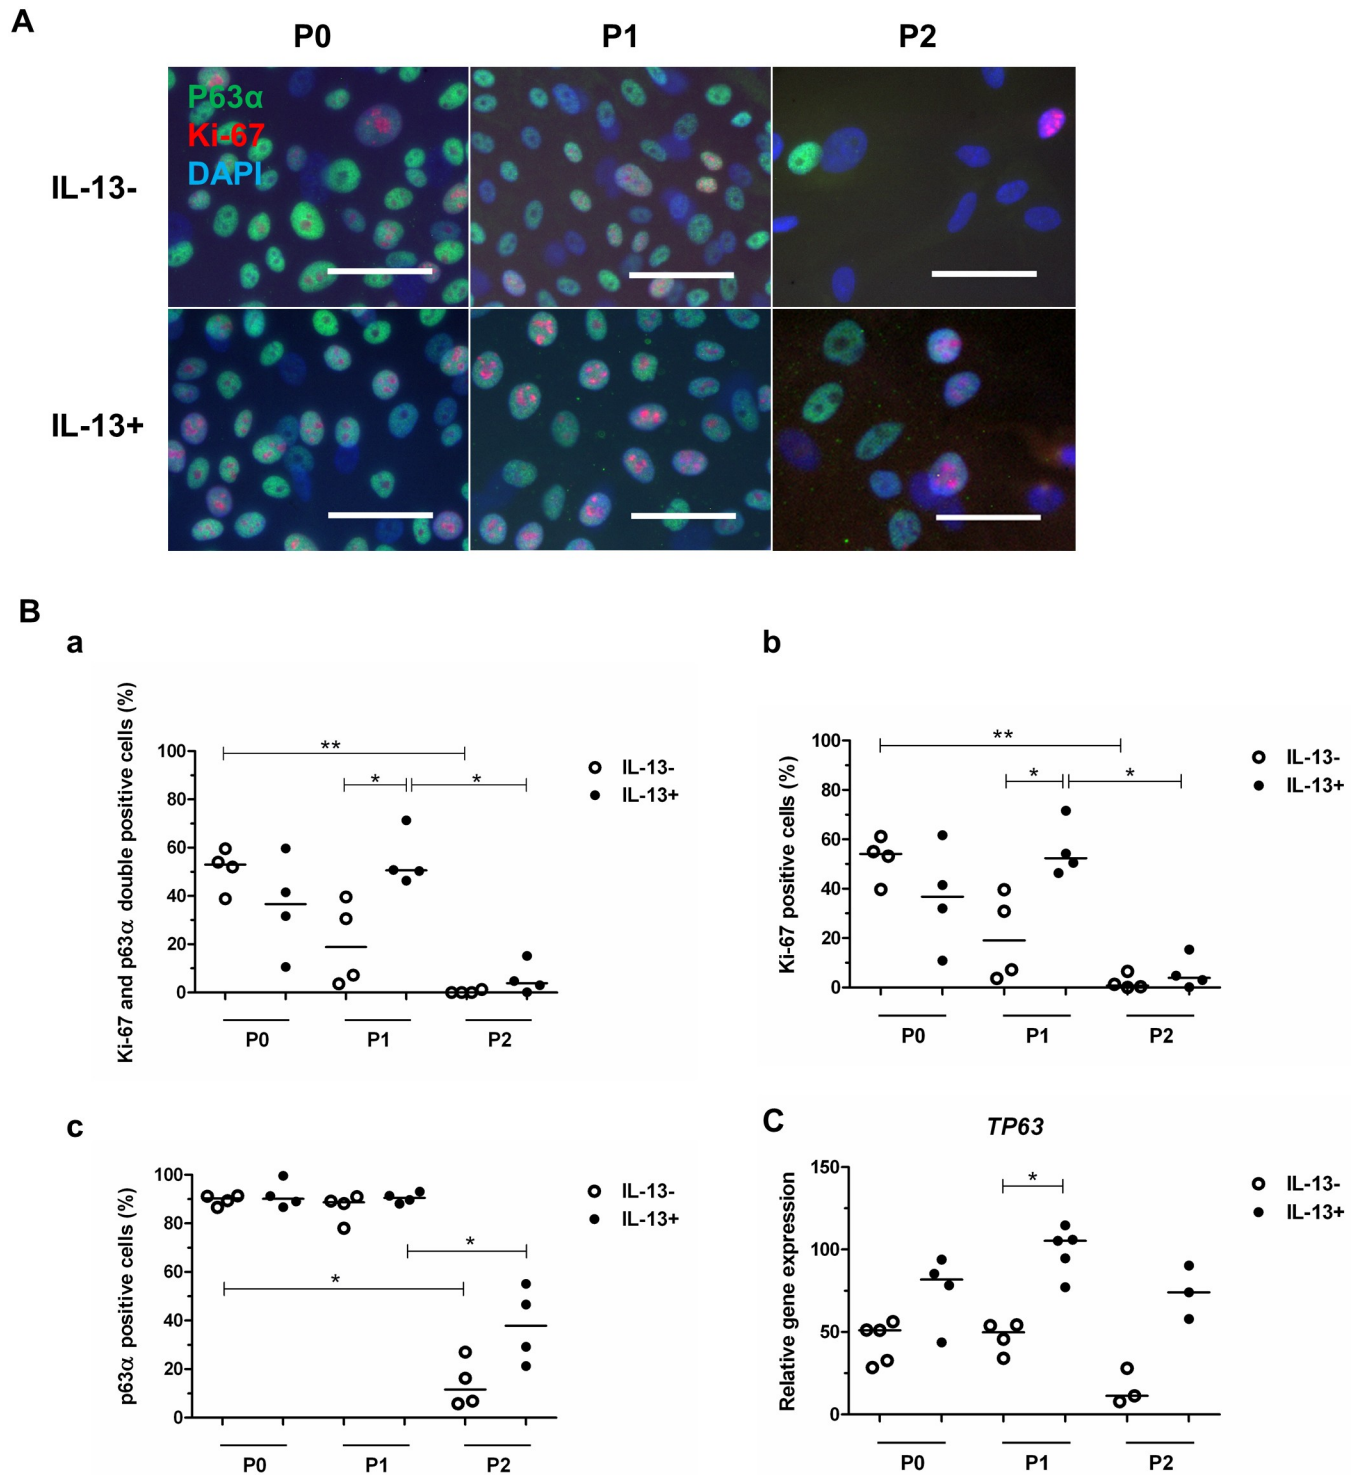 A
P0 P1 P2
P63α
Ki-67
DAPI
IL-13-
IL-13+
B
a
Ki-67 and p63α double positive cells (%)
100
80
60
40
20
0
** * *
IL-13-
IL-13+
P0 P1 P2
b
Ki-67 positive cells (%)
100
80
60
40
20
0
** * *
IL-13-
IL-13+
P0 P1 P2
c
p63α positive cells (%)
100
80
60
40
20
0
* *
IL-13-
IL-13+
P0 P1 P2
C
TP63
Relative gene expression
150
100
50
0
*
IL-13-
IL-13+
P0 P1 P2